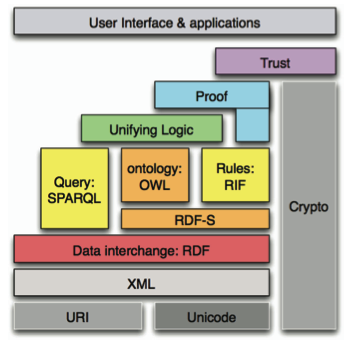 User Interface & applications
Trust
Proof
Unifying Logic
Query:
SPARQL
ontology:
OWL
Rules:
RIF
Crypto
RDF-S
Data interchange: RDF
XML
URI
Unicode